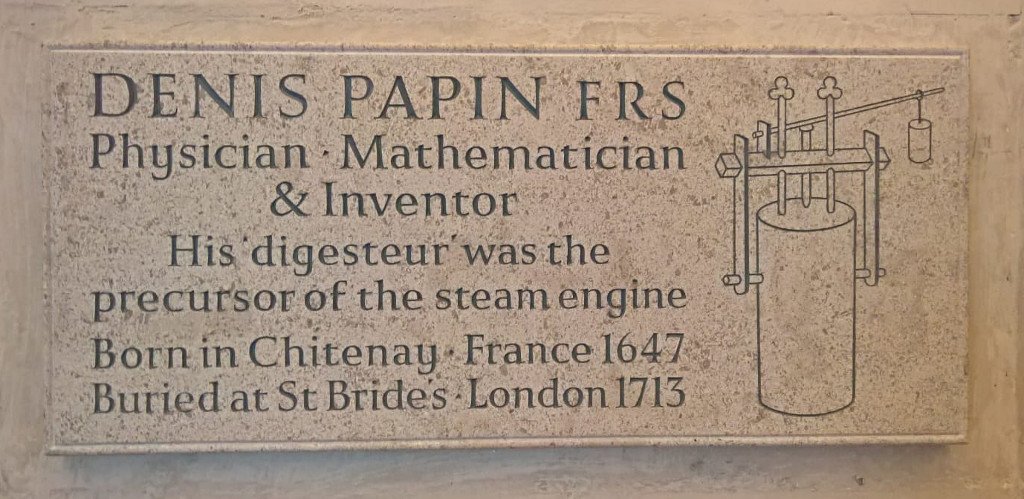 DENIS PAPIN FRS
Physician · Mathematician
& Inventor
His 'digesteur' was the
precursor of the steam engine
Born in Chitenay · France 1647
Buried at St Bride's · London 1713